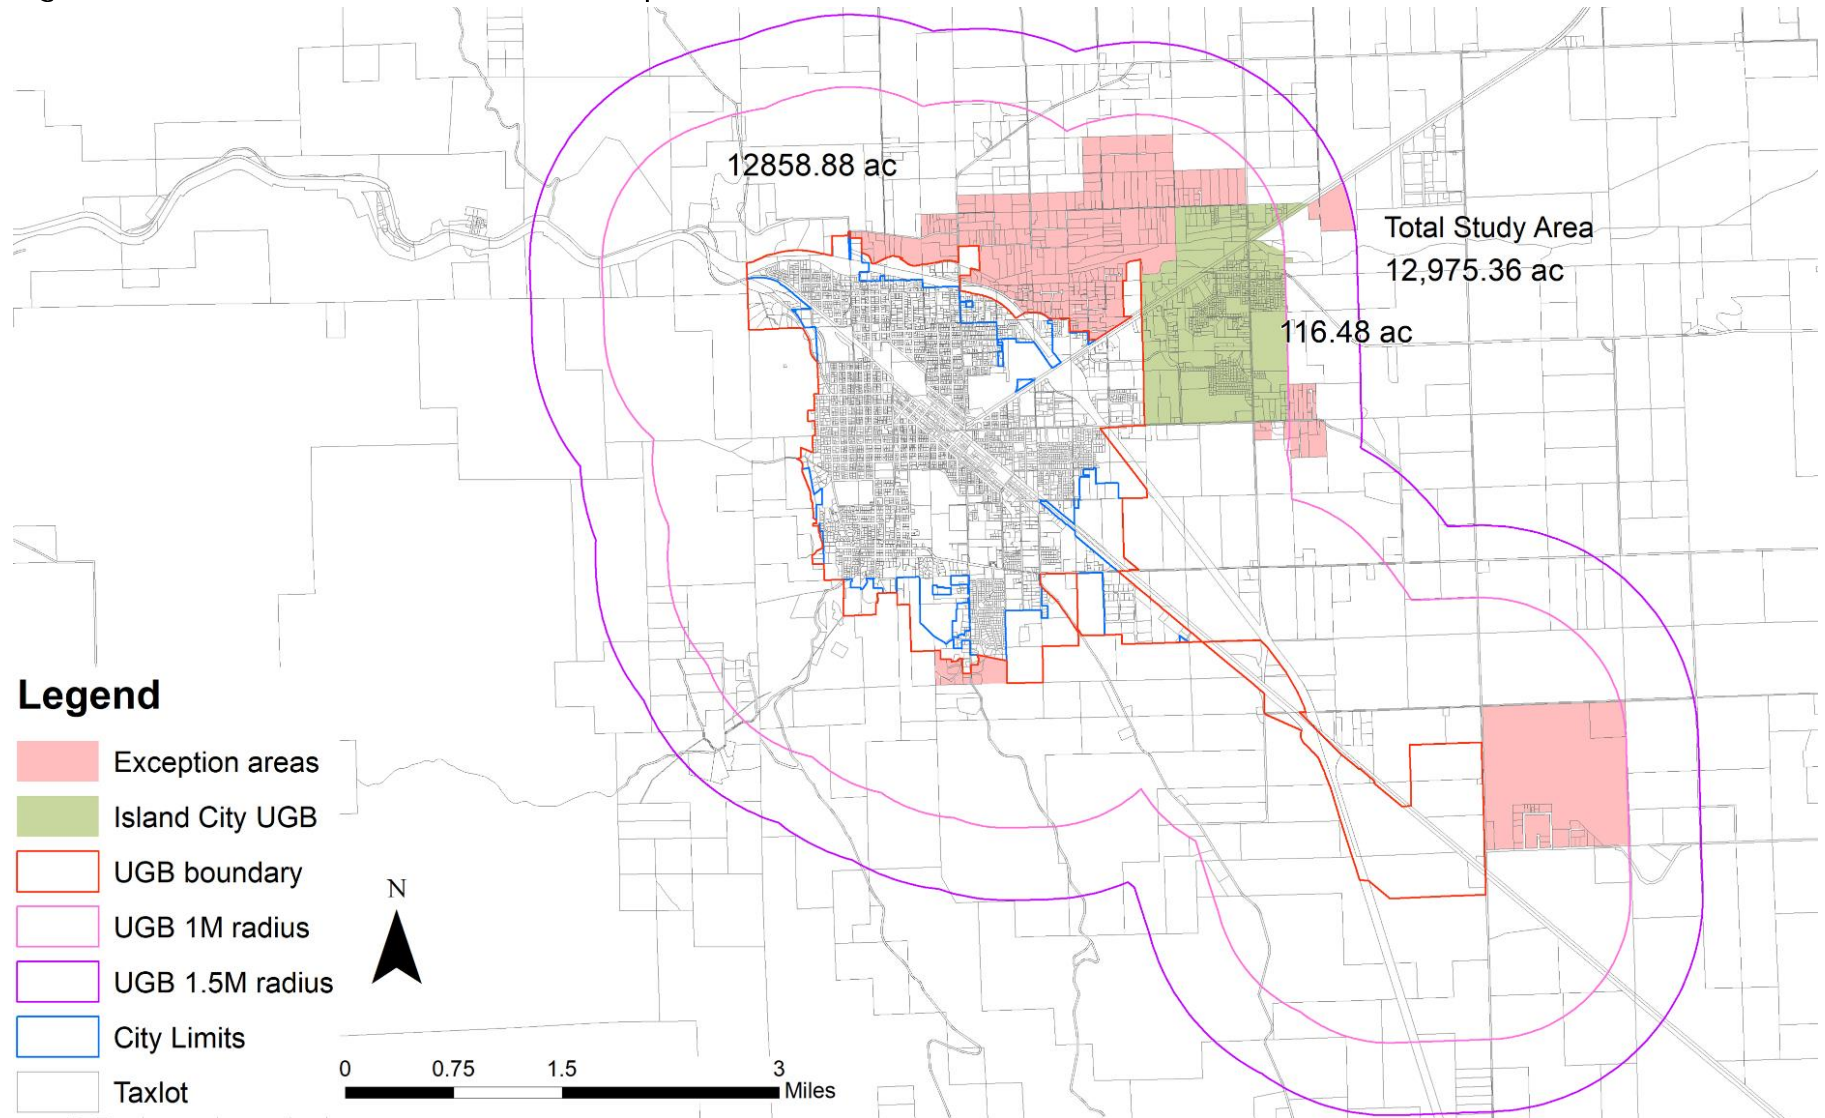 12858.88 ac
Total Study Area
12,975.36 ac
116.48 ac
Legend
Exception areas
Island City UGB
UGB boundary
UGB 1M radius
UGB 1.5M radius
City Limits
Taxlot
N
0 0.75 1.5 3
Miles